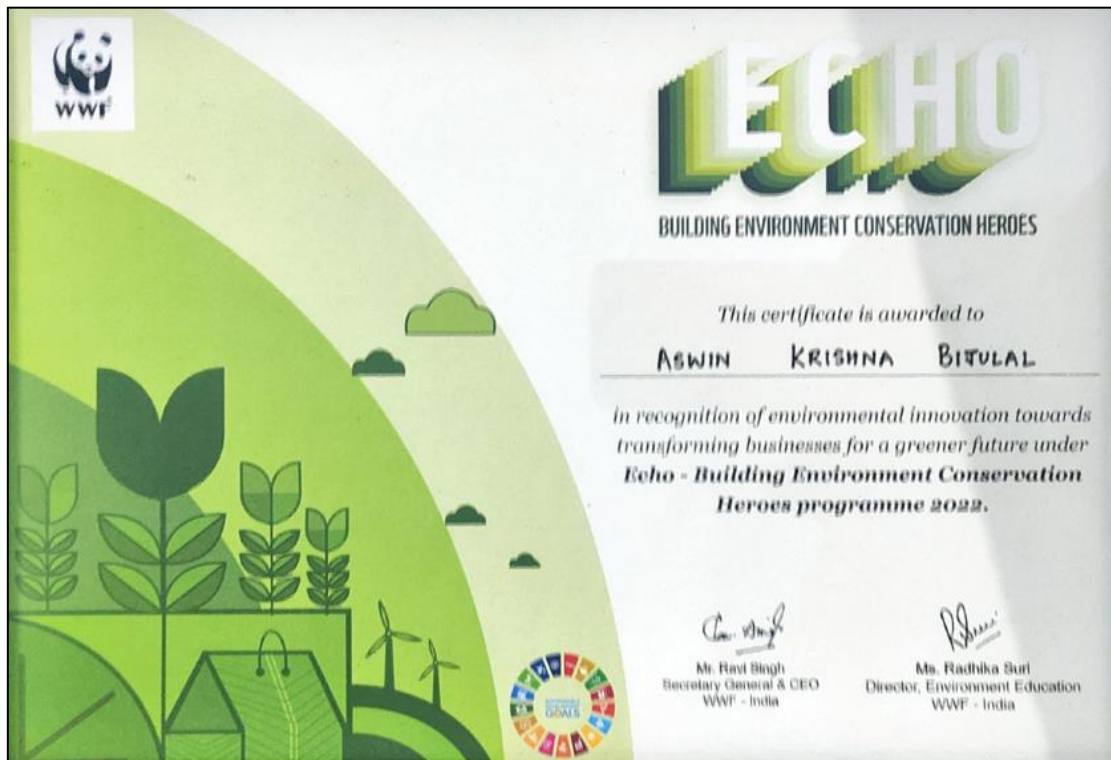 WWF
ECHO
BUILDING ENVIRONMENT CONSERVATION HEROES
This certificate is awarded to
ASWIN KRISHNA BIJULAL
in recognition of environmental innovation towards
transforming businesses for a greener future under
Echo - Building Environment Conservation
Heroes programme 2022.
Mr. Ravi Singh
Secretary General & CEO
WWF - India
Ms. Radhika Suri
Director, Environment Education
WWF - India
GOALS